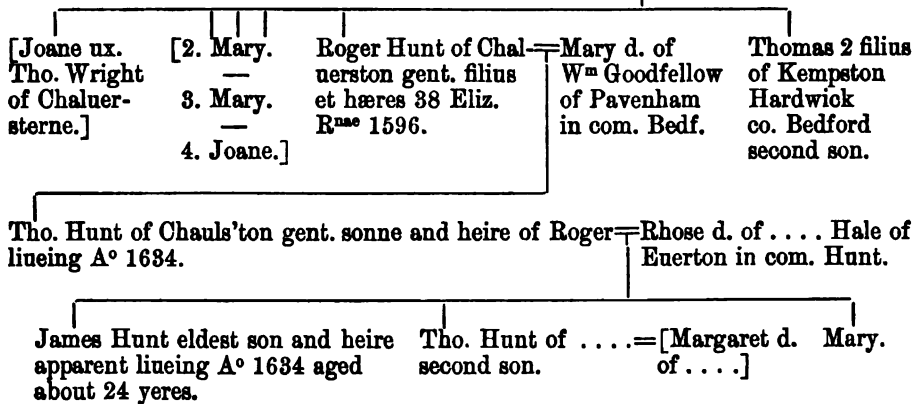 [Joane ux.
Tho. Wright
of Chaluer-
sterne.]
[2. Mary.
—
3. Mary.
—
4. Joane.]
Roger Hunt of Chal-
uerston gent. filius
et hæres 38 Eliz.
Rⁿᵃᵉ 1596.
Mary d. of
Wᵐ Goodfellow
of Pavenham
in com. Bedf.
Thomas 2 filius
of Kempston
Hardwick
co. Bedford
second son.
Tho. Hunt of Chauls'ton gent. sonne and heire of Roger=Rhose d. of . . . . Hale of
liueing Aº 1634.
Euerton in com. Hunt.
James Hunt eldest son and heire
apparent liueing Aº 1634 aged
about 24 yeres.
Tho. Hunt of . . . .=[Margaret d.
second son.
of . . . .]
Mary.